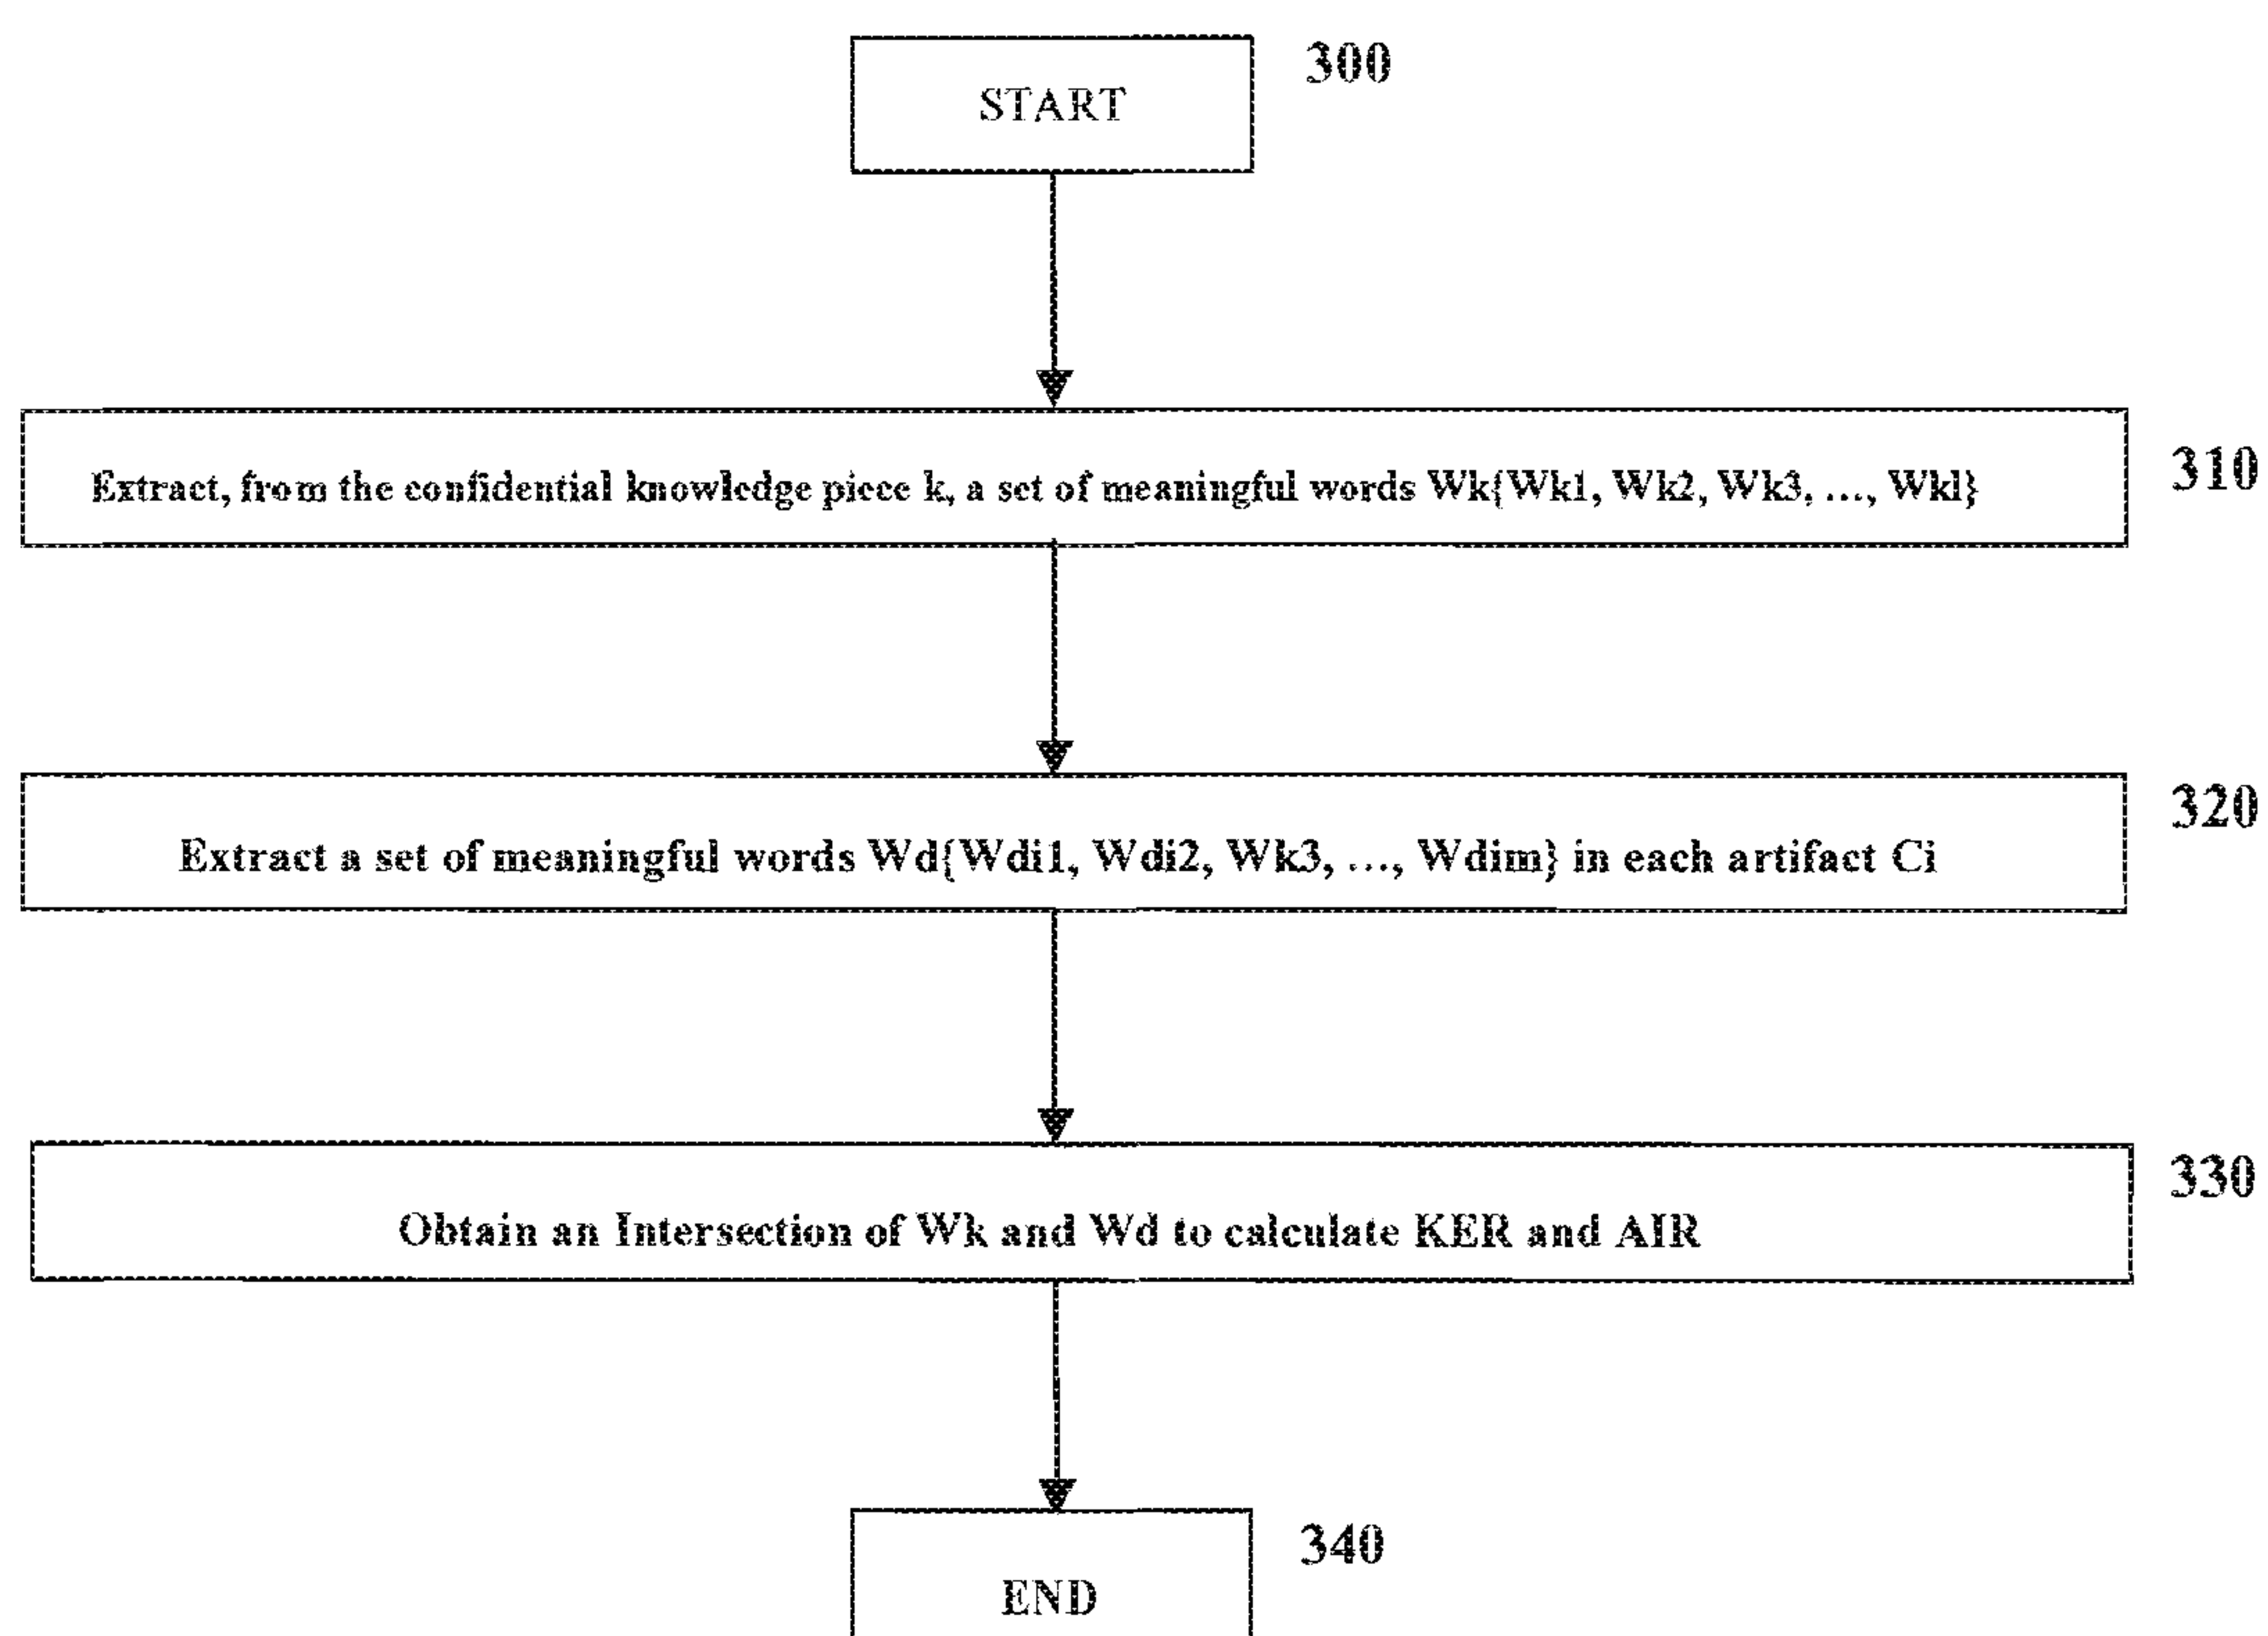 START
300
Extract, from the confidential knowledge piece k, a set of meaningful words Wk{Wk1, Wk2, Wk3, ..., Wkl}
310
Extract a set of meaningful words Wd{Wdi1, Wdi2, Wk3, ..., Wdim} in each artifact Ci
320
Obtain an Intersection of Wk and Wd to calculate KER and AIR
330
END
340